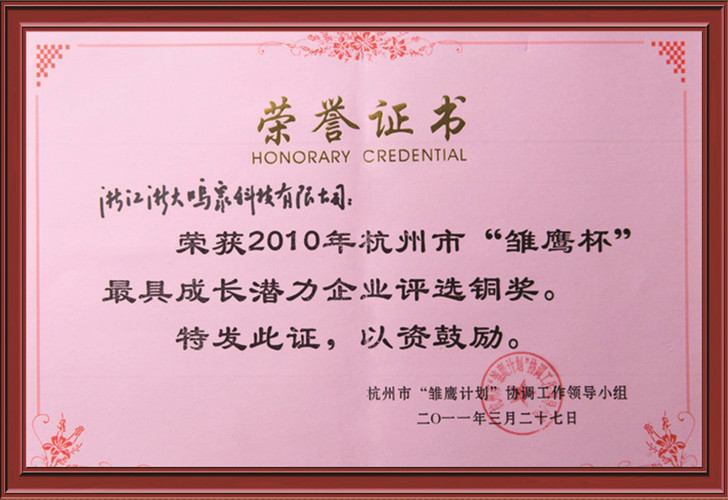 荣誉证书
HONORARY CREDENTIAL
浙江浙大鸣泉科技有限公司:
荣获2010年杭州市“雏鹰杯”
最具成长潜力企业评选铜奖。
特发此证，以资鼓励。
杭州市“雏鹰计划”协调工作领导小组
二〇一一年三月二十七日